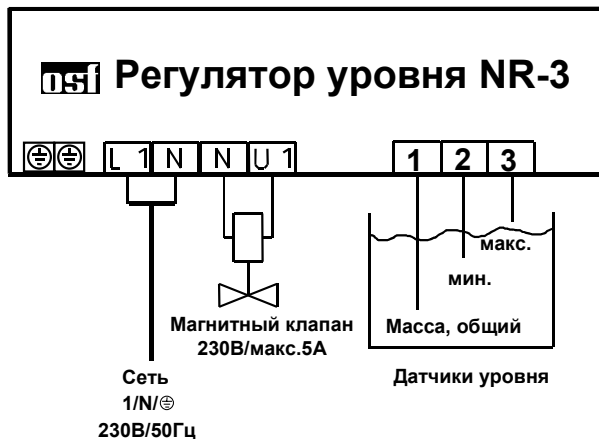 osf Регулятор уровня NR-3
L 1 N N U 1 1 2 3
макс.
мин.
Магнитный клапан
230В/макс.5А
Масса, общий
Сеть
1/N/⏚
230В/50Гц
Датчики уровня